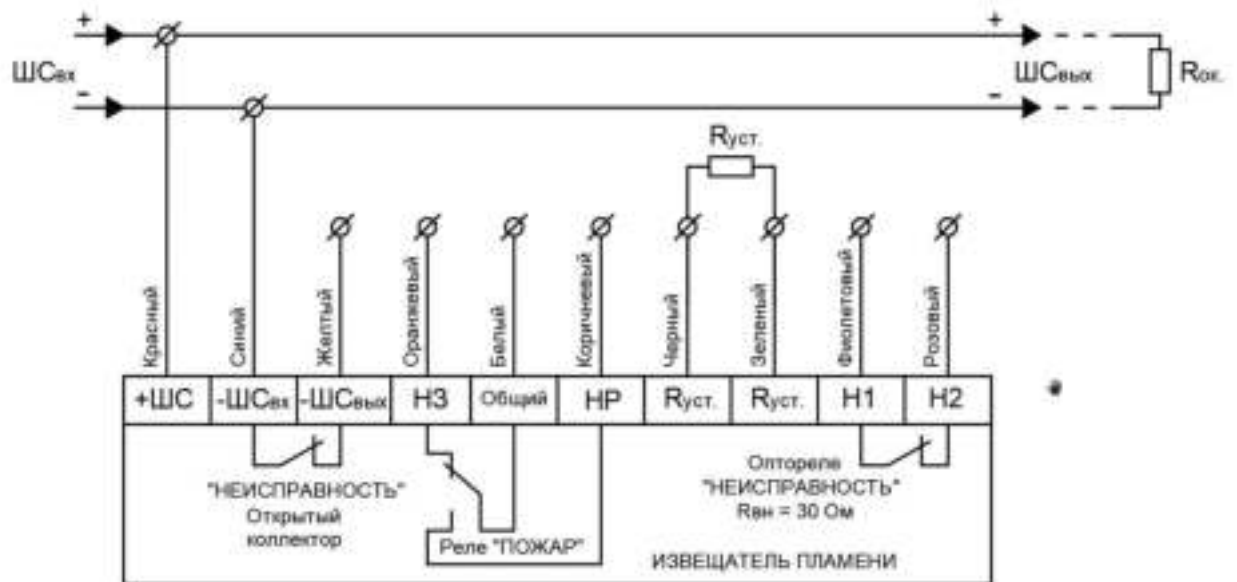 + +
ШСвх ШСвых Rок.
- -
Rуст.
Красный
Синий
Желтый
Оранжевый
Белый
Коричневый
Черный
Зеленый
Фиолетовый
Розовый
+ШС -ШСвх -ШСвых НЗ Общий НР Rуст. Rуст. Н1 Н2
"НЕИСПРАВНОСТЬ"
Открытый
коллектор
Реле "ПОЖАР"
Оптореле
"НЕИСПРАВНОСТЬ"
Rвн = 30 Ом
ИЗВЕЩАТЕЛЬ ПЛАМЕНИ